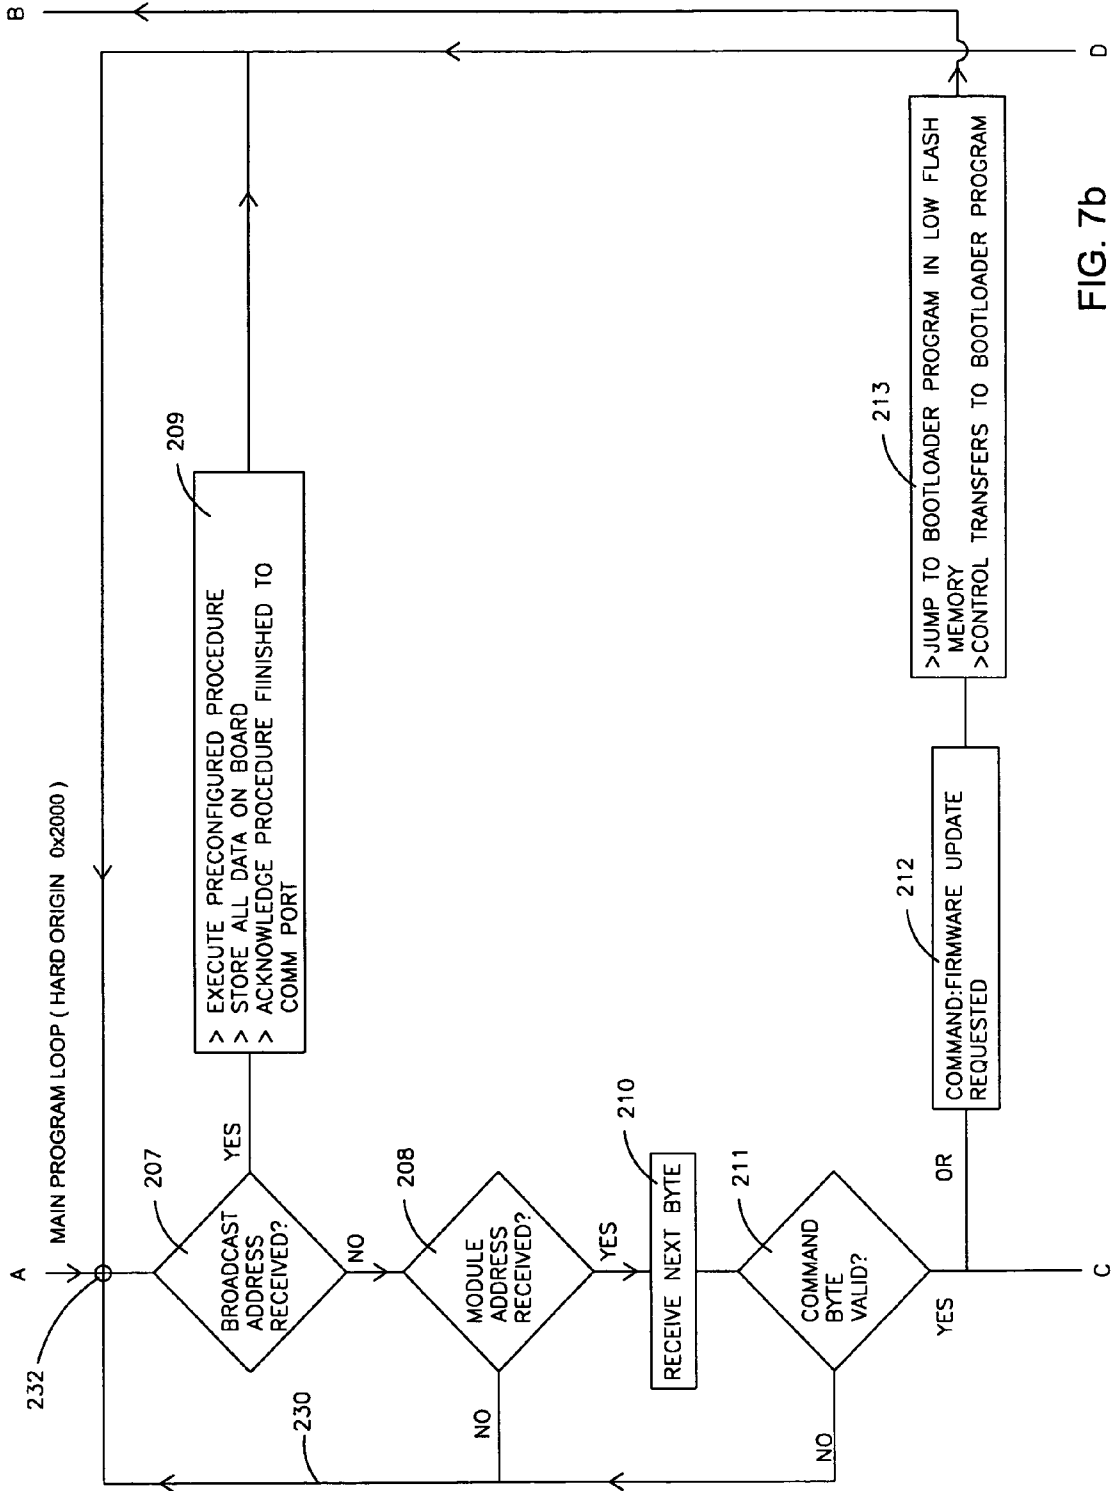 A
MAIN PROGRAM LOOP ( HARD ORIGIN 0x2000 )
B
232
207
BROADCAST
ADDRESS
RECEIVED?
YES
209
> EXECUTE PRECONFIGURED PROCEDURE
> STORE ALL DATA ON BOARD
> ACKNOWLEDGE PROCEDURE FIINISHED TO
COMM PORT
NO
230
208
MODULE
ADDRESS
RECEIVED?
NO
YES
210
RECEIVE NEXT BYTE
211
COMMAND
BYTE
VALID?
NO
YES
OR
212
COMMAND:FIRMWARE UPDATE
REQUESTED
213
>JUMP TO BOOTLOADER PROGRAM IN LOW FLASH
MEMORY
>CONTROL TRANSFERS TO BOOTLOADER PROGRAM
C
D
FIG. 7b